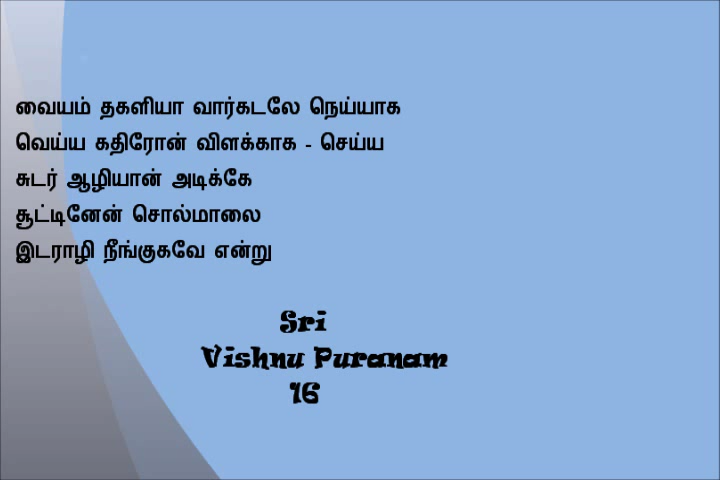 வையம் தகளியா வார்கடலே நெய்யாக
வெய்ய கதிரோன் விளக்காக - செய்ய
சுடர் ஆழியான் அடிக்கே
சூட்டினேன் சொல்மாலை
இடராழி நீங்குகவே என்று
Sri
Vishnu Puranam
16